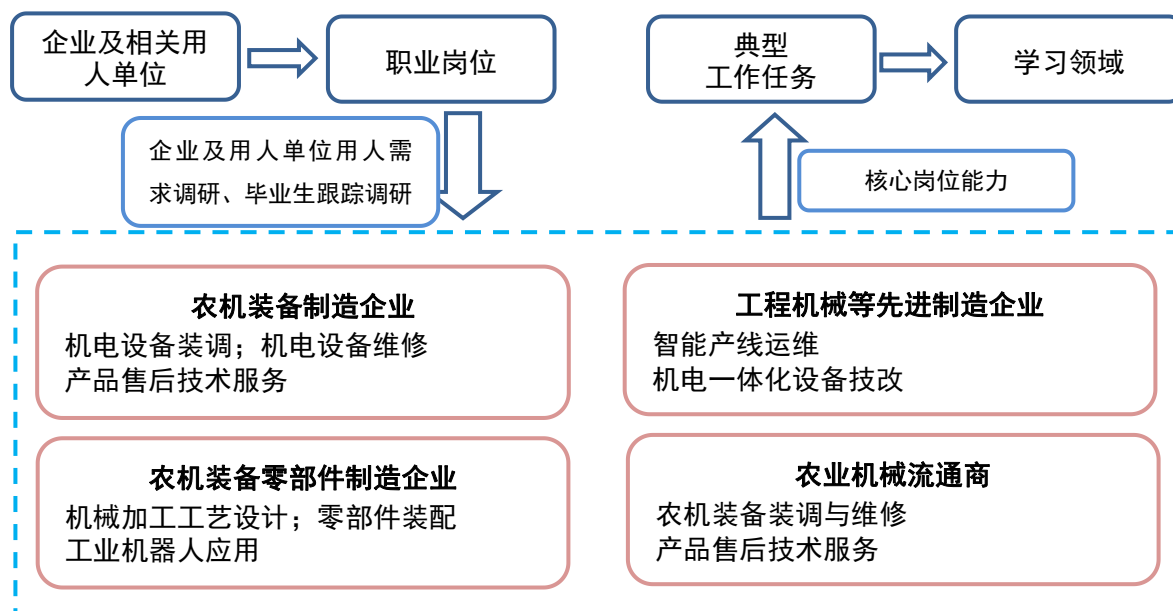 企业及相关用
人单位
职业岗位
典型
工作任务
学习领域
企业及用人单位用人需
求调研、毕业生跟踪调研
核心岗位能力
农机装备制造企业
机电设备装调；机电设备维修
产品售后技术服务
工程机械等先进制造企业
智能产线运维
机电一体化设备技改
农机装备零部件制造企业
机械加工工艺设计；零部件装配
工业机器人应用
农业机械流通商
农机装备装调与维修
产品售后技术服务